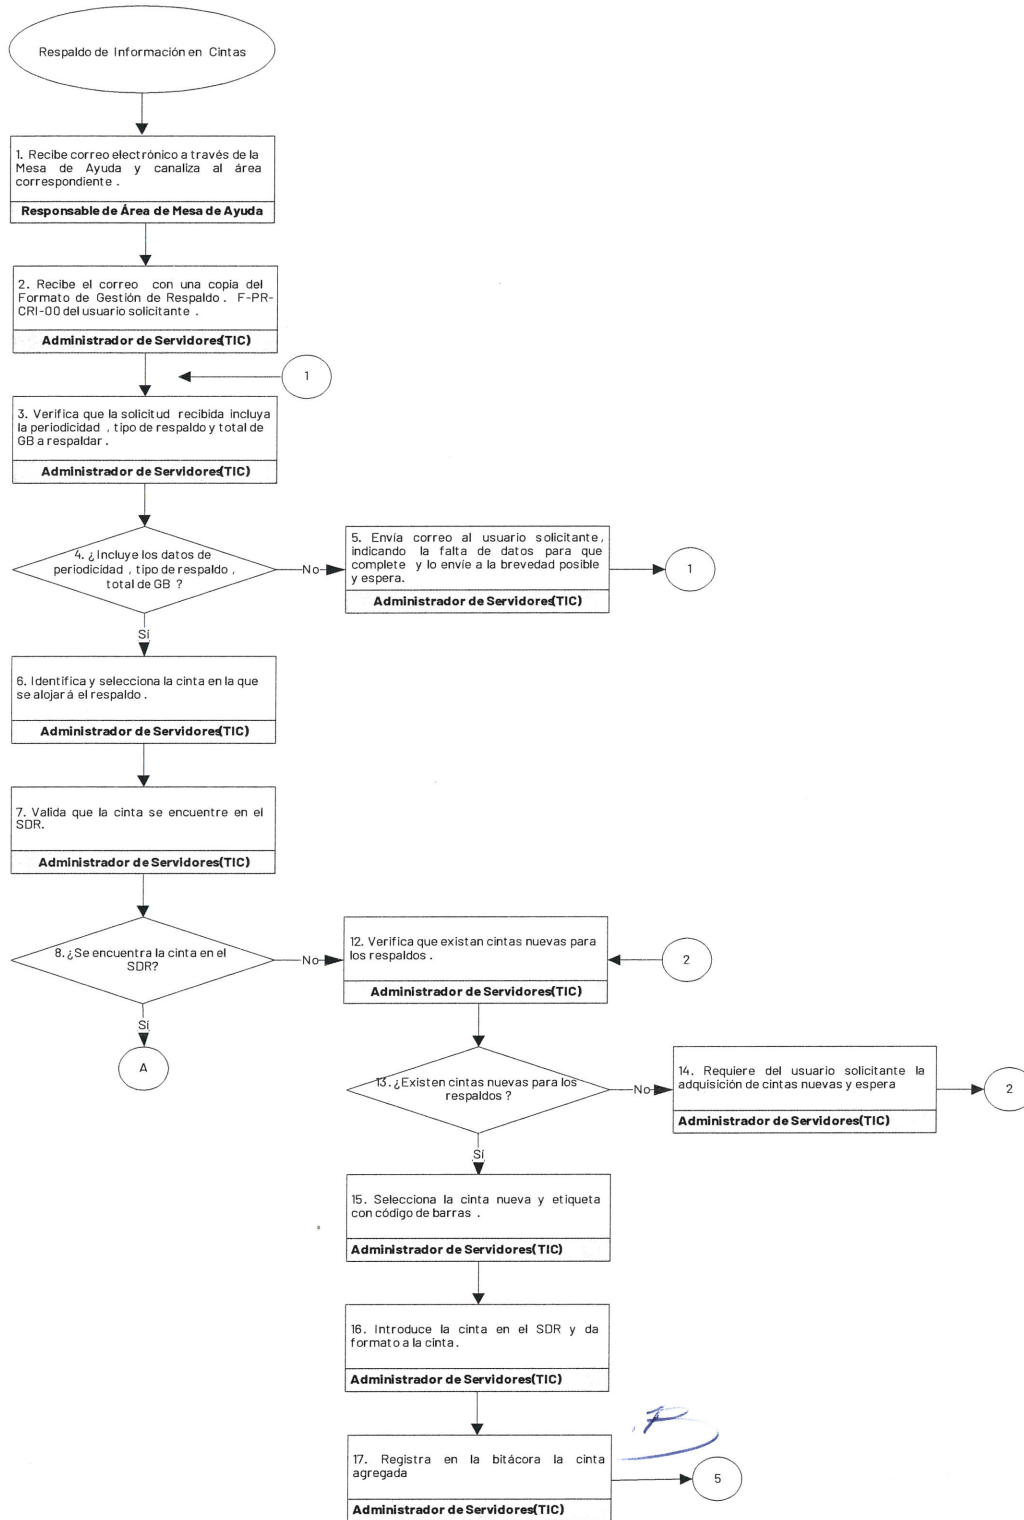 Respaldo de Información en Cintas
1. Recibe correo electrónico a través de la
Mesa de Ayuda y canaliza al área
correspondiente .
Responsable de Área de Mesa de Ayuda
2. Recibe el correo con una copia del
Formato de Gestión de Respaldo . F-PR-
CRI-00 del usuario solicitante .
Administrador de Servidores(TIC)
1
3. Verifica que la solicitud recibida incluya
la periodicidad , tipo de respaldo y total de
GB a respaldar .
Administrador de Servidores(TIC)
4. ¿Incluye los datos de
periodicidad , tipo de respaldo ,
total de GB ?
No
5. Envía correo al usuario solicitante,
indicando la falta de datos para que
complete y lo envíe a la brevedad posible
y espera.
Administrador de Servidores(TIC)
1
Sí
6. Identifica y selecciona la cinta en la que
se alojará el respaldo .
Administrador de Servidores(TIC)
7. Valida que la cinta se encuentre en el
SDR.
Administrador de Servidores(TIC)
8. ¿Se encuentra la cinta en el
SDR?
No
12. Verifica que existan cintas nuevas para
los respaldos .
Administrador de Servidores(TIC)
2
Sí
A
13. ¿Existen cintas nuevas para los
respaldos ?
No
14. Requiere del usuario solicitante la
adquisición de cintas nuevas y espera
Administrador de Servidores(TIC)
2
Sí
15. Selecciona la cinta nueva y etiqueta
con código de barras .
Administrador de Servidores(TIC)
16. Introduce la cinta en el SDR y da
formato a la cinta .
Administrador de Servidores(TIC)
17. Registra en la bitácora la cinta
agregada
Administrador de Servidores(TIC)
5